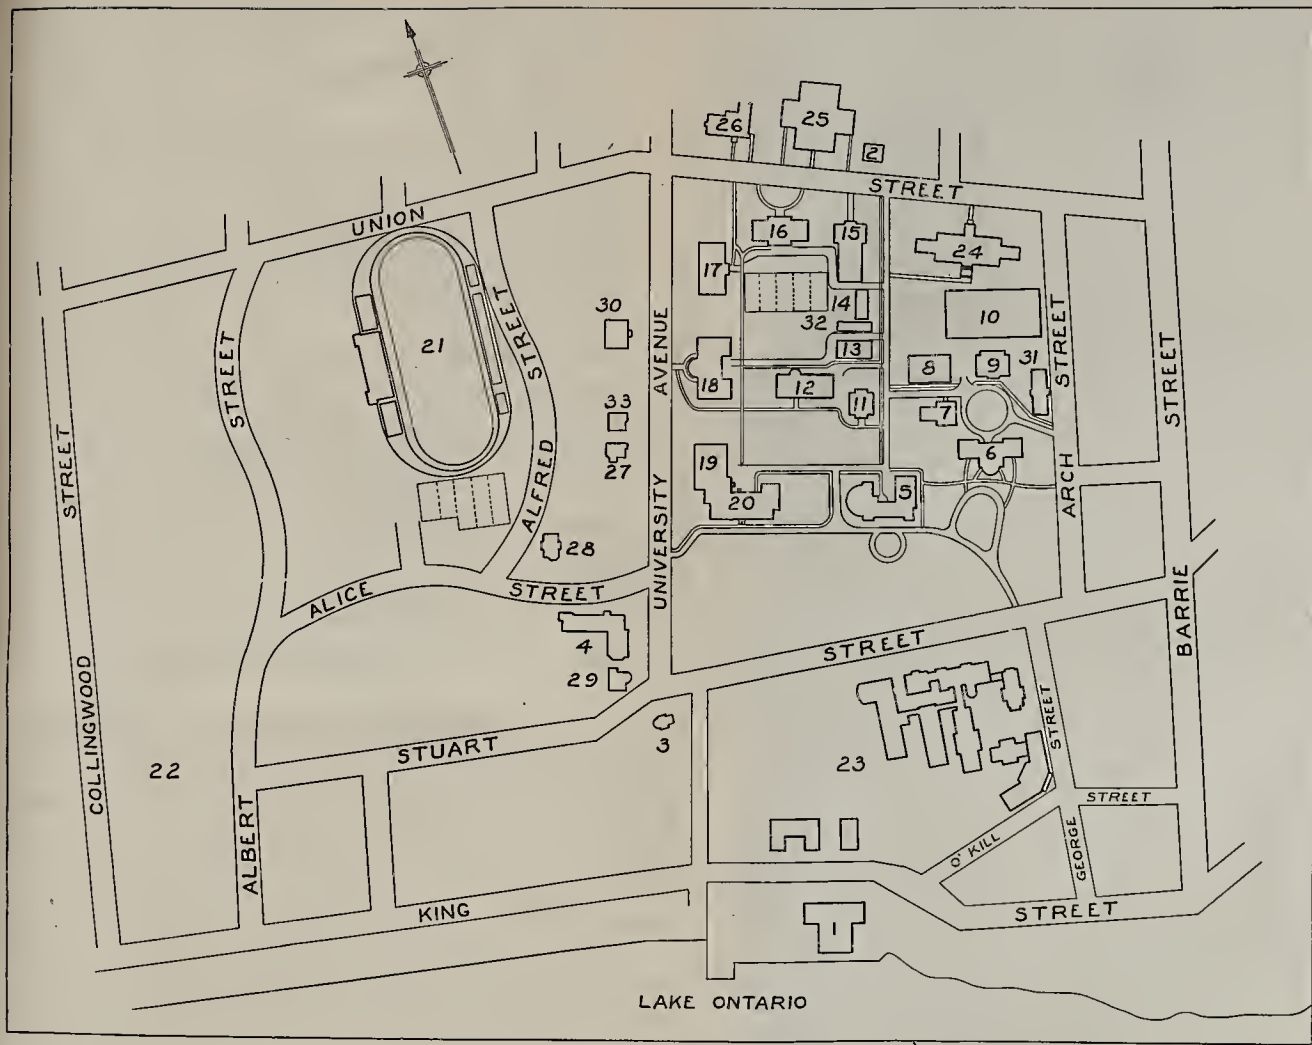 26
25
2
STREET
UNION
16
15
24
17
STREET
30
14
10
32
21
STREET
AVENUE
13
31
STREET
18
12
8
9
STREET
STREET
33
11
7
27
19
6
STREET
ALFRED
20
5
ARCH
28
UNIVERSITY
ALICE
STREET
BARRIE
4
STREET
29
COLLINGWOOD
STREET
STUART
3
22
23
STREET
ALBERT
O'KILL
GEORGE
KING
STREET
1
LAKE ONTARIO